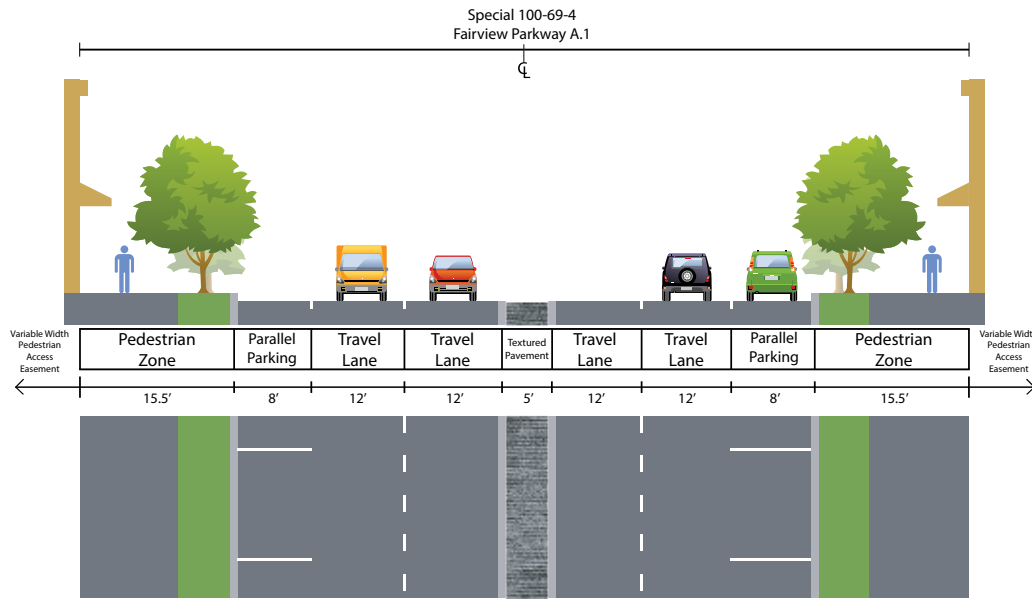 Special 100-69-4
Fairview Parkway A.1
℄
Variable Width
Pedestrian
Access
Easement
Pedestrian
Zone
Parallel
Parking
Travel
Lane
Travel
Lane
Textured
Pavement
Travel
Lane
Travel
Lane
Parallel
Parking
Pedestrian
Zone
Variable Width
Pedestrian
Access
Easement
15.5’ 8’ 12’ 12’ 5’ 12’ 12’ 8’ 15.5’